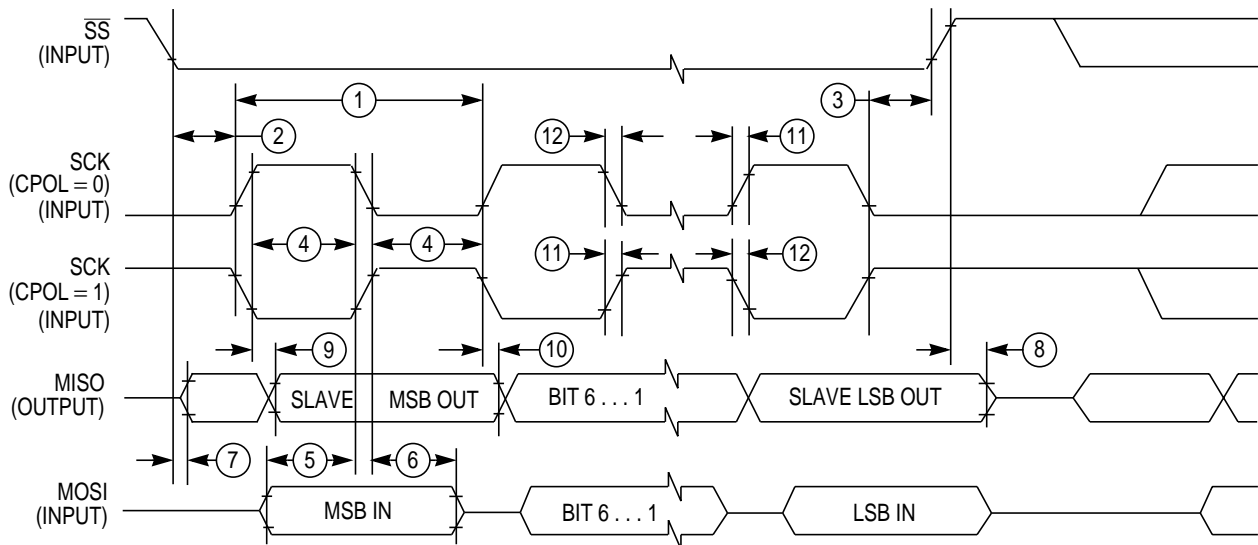 SS
(INPUT)
1
3
2
12
11
SCK
(CPOL = 0)
(INPUT)
4
4
11
12
SCK
(CPOL = 1)
(INPUT)
9
10
8
MISO
(OUTPUT)
SLAVE
MSB OUT
BIT 6 . . . 1
SLAVE LSB OUT
7
5
6
MOSI
(INPUT)
MSB IN
BIT 6 . . . 1
LSB IN